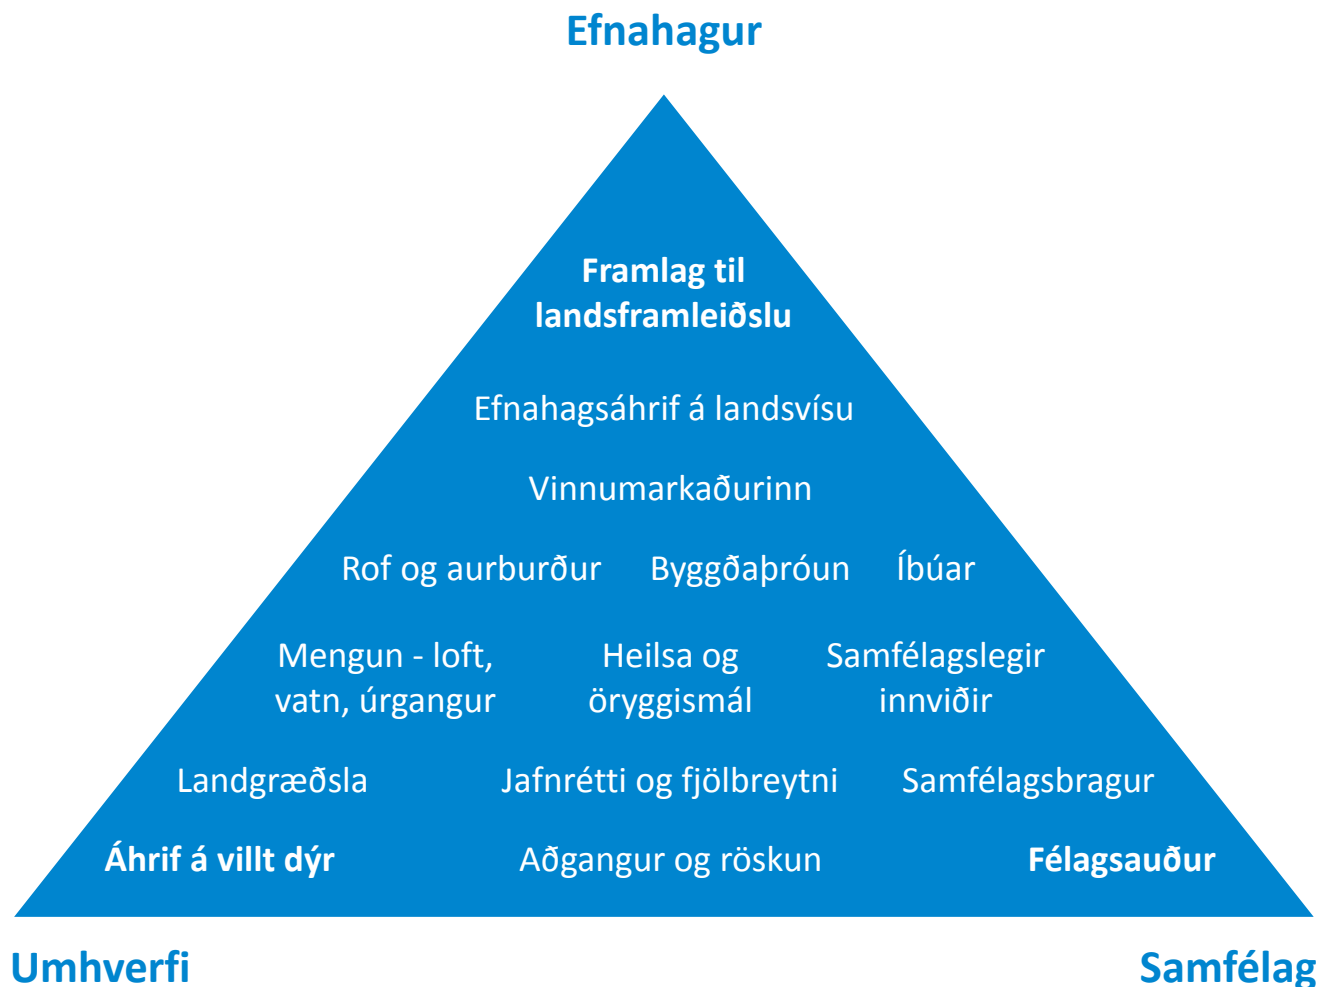 Efnahagur
Framlag til
landsframleiðslu
Efnahagsáhrif á landsvísu
Vinnumarkaðurinn
Rof og aurburður Byggðaþróun Íbúar
Mengun - loft,
vatn, úrgangur
Heilsa og
öryggismál
Samfélagslegir
innviðir
Landgræðsla Jafnrétti og fjölbreytni Samfélagsbragur
Áhrif á villt dýr Aðgangur og röskun Félagsauður
Umhverfi Samfélag